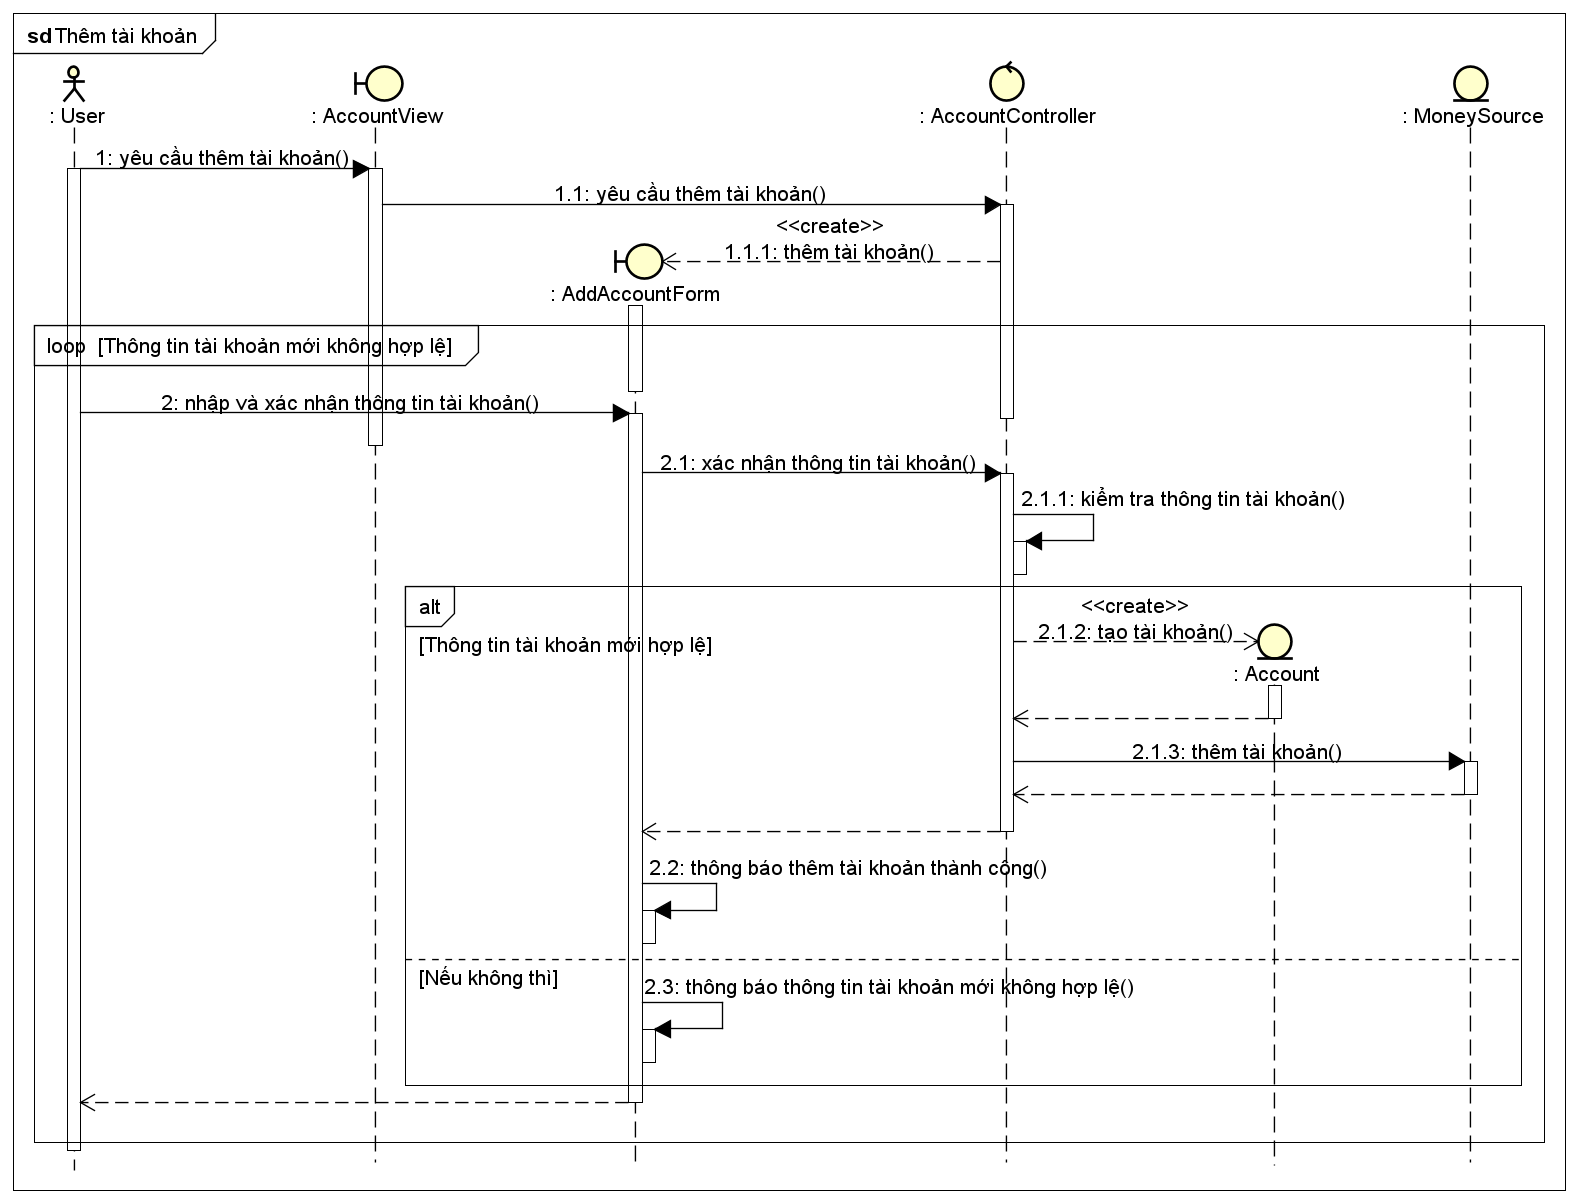 sd Thêm tài khoản
: User
: AccountView
: AccountController
: MoneySource
1: yêu cầu thêm tài khoản()
1.1: yêu cầu thêm tài khoản()
<<create>>
1.1.1: thêm tài khoản()
: AddAccountForm
loop [Thông tin tài khoản mới không hợp lệ]
2: nhập và xác nhận thông tin tài khoản()
2.1: xác nhận thông tin tài khoản()
2.1.1: kiểm tra thông tin tài khoản()
alt
<<create>>
2.1.2: tạo tài khoản()
[Thông tin tài khoản mới hợp lệ]
: Account
2.1.3: thêm tài khoản()
2.2: thông báo thêm tài khoản thành công()
[Nếu không thì]
2.3: thông báo thông tin tài khoản mới không hợp lệ()